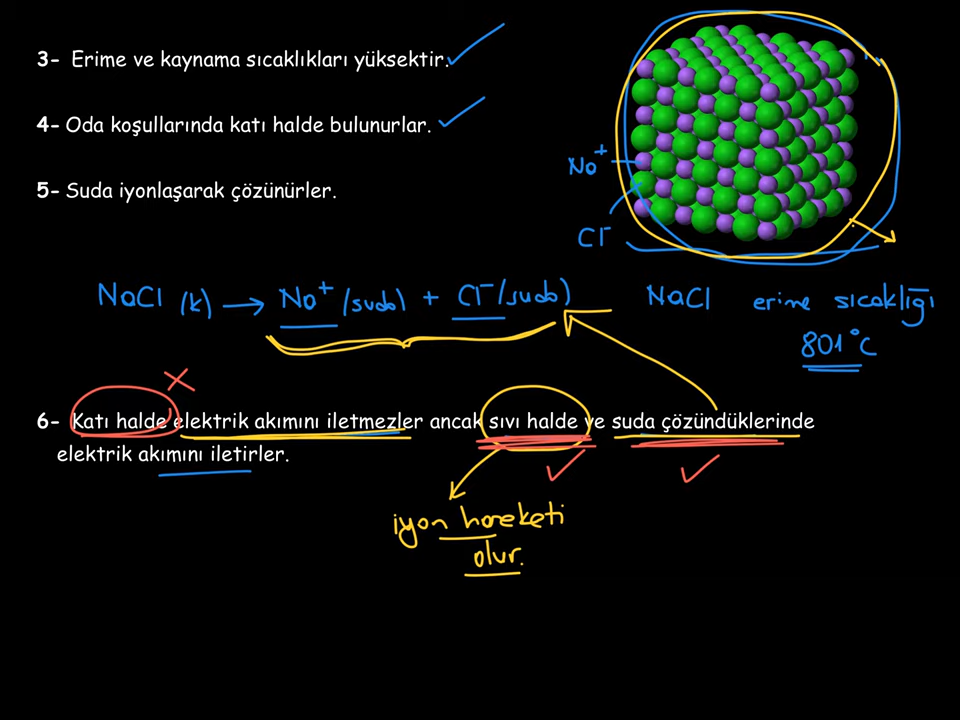 3- Erime ve kaynama sıcaklıkları yüksektir.
4- Oda koşullarında katı halde bulunurlar.
Na+
5- Suda iyonlaşarak çözünürler.
Cl-
NaCl (k) → Na+ (suda) + Cl- (suda)
NaCl erime sıcaklığı
801°C
6- Katı halde elektrik akımını iletmezler ancak sıvı halde ve suda çözündüklerinde
elektrik akımını iletirler.
iyon hareketi
olur.